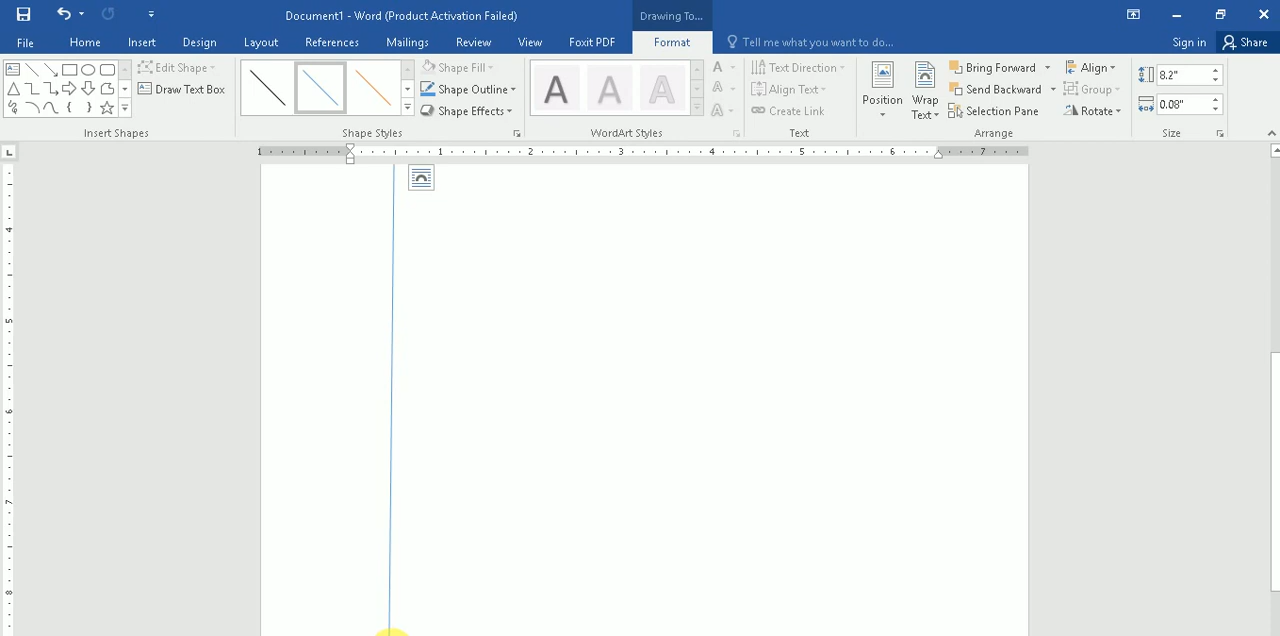 Document1 - Word (Product Activation Failed)
Drawing To...
File Home Insert Design Layout References Mailings Review View Foxit PDF Format Tell me what you want to do... Sign in Share
Edit Shape
Draw Text Box
Insert Shapes
Shape Fill
Shape Outline
Shape Effects
Shape Styles
A A A
A
A
A
WordArt Styles
Text Direction
Align Text
Create Link
Text
Position
Wrap
Text
Bring Forward
Send Backward
Selection Pane
Align
Group
Rotate
Arrange
8.2"
0.08"
Size
L
1 1 2 3 4 5 6 7
4
5
6
7
8